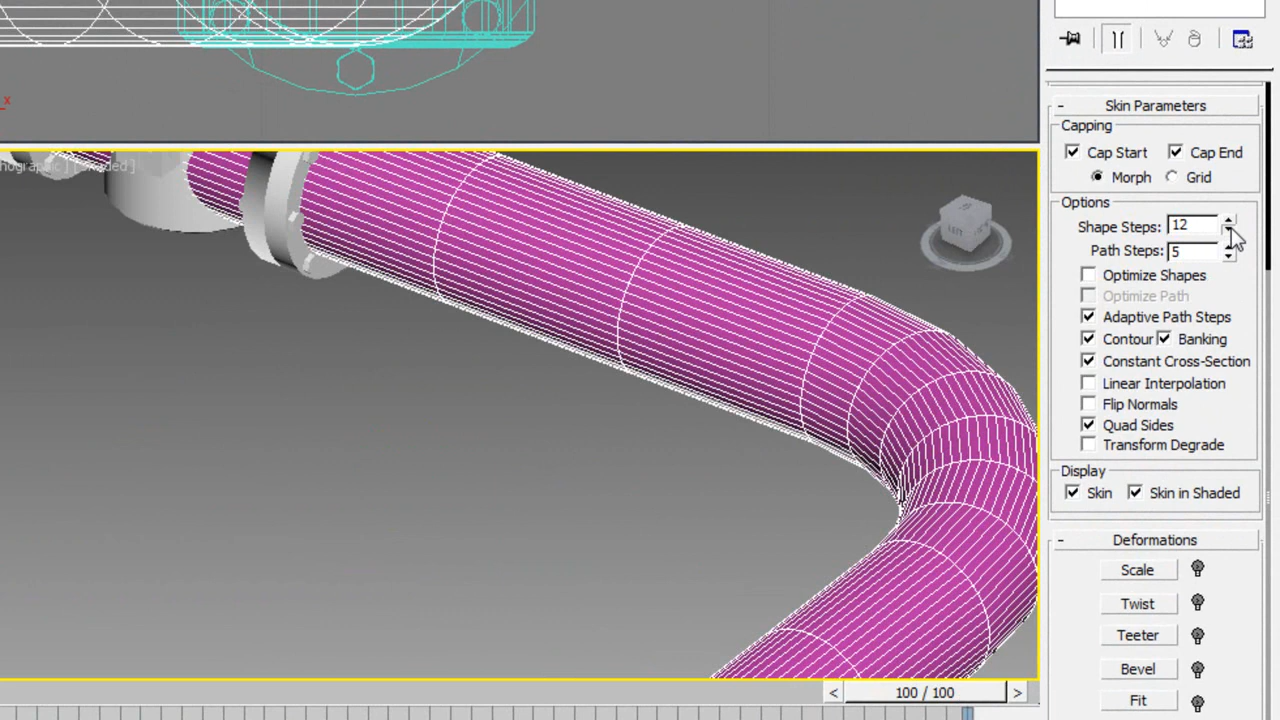 x
Skin Parameters
Capping
Cap Start Cap End
Morph Grid
Options
Shape Steps: 12
Path Steps: 5
Optimize Shapes
Optimize Path
Adaptive Path Steps
Contour Banking
Constant Cross-Section
Linear Interpolation
Flip Normals
Quad Sides
Transform Degrade
Display
Skin Skin in Shaded
Deformations
Scale
Twist
Teeter
Bevel
Fit
< 100 / 100 >